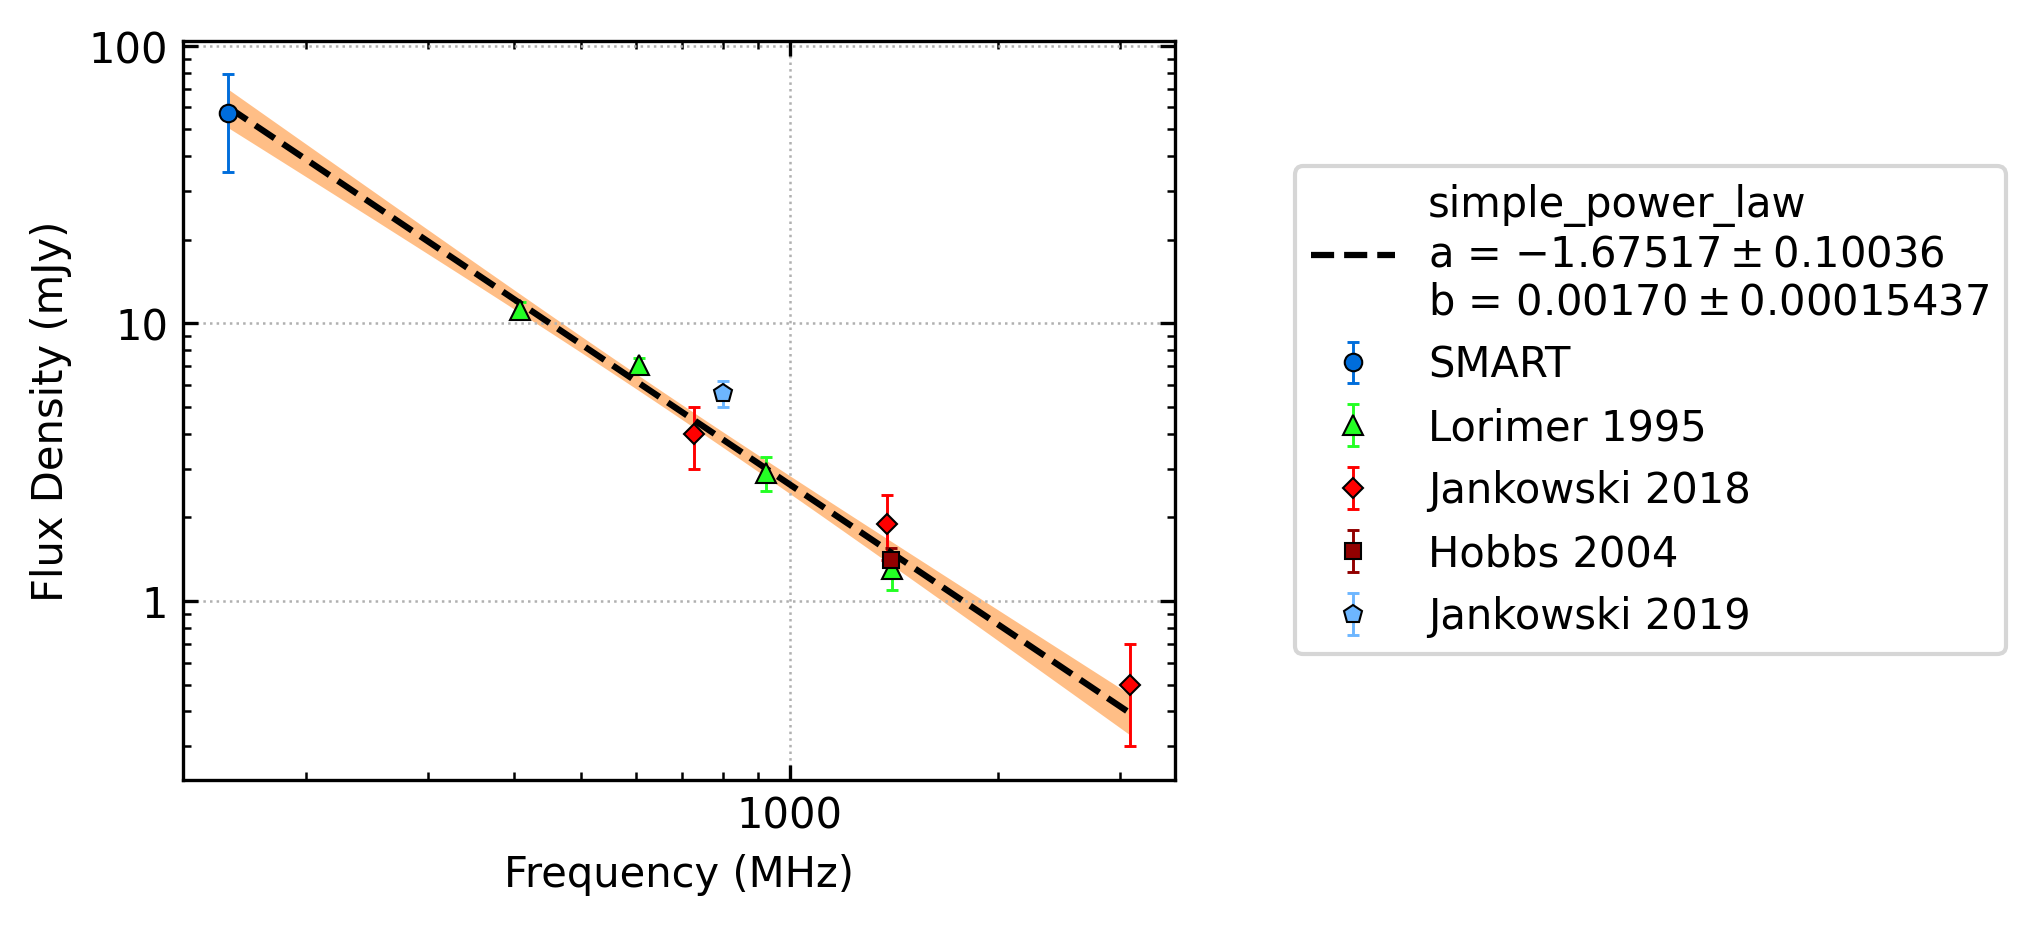 100
10
1
Flux Density (mJy)
1000
Frequency (MHz)
simple_power_law
a = −1.67517 ± 0.10036
b = 0.00170 ± 0.00015437
SMART
Lorimer 1995
Jankowski 2018
Hobbs 2004
Jankowski 2019